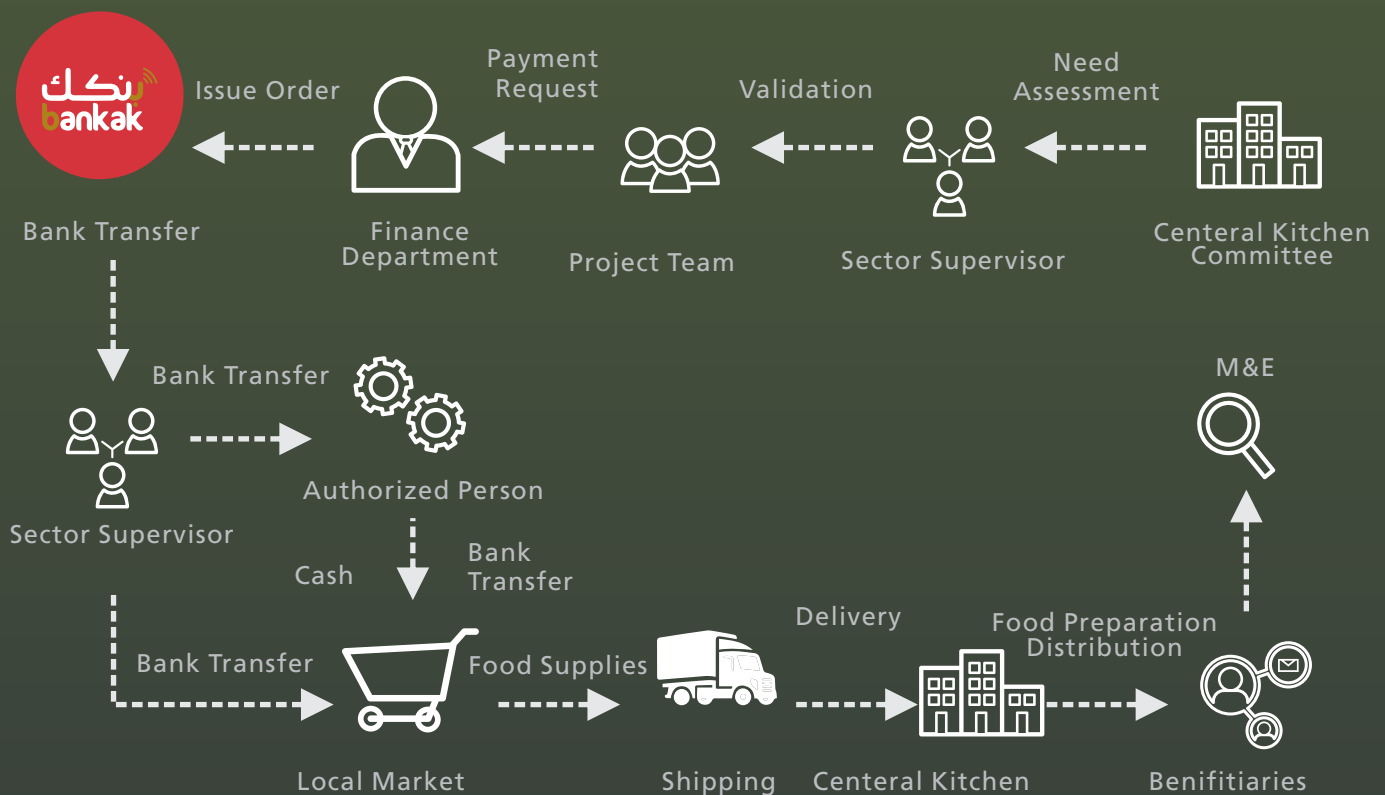 بنكك
bankak
Issue Order
Payment
Request
Validation
Need
Assessment
Bank Transfer
Finance
Department
Project Team
Sector Supervisor
Centeral Kitchen
Committee
Bank Transfer
M&E
Sector Supervisor
Authorized Person
Cash
Bank
Transfer
Bank Transfer
Food Supplies
Delivery
Food Preparation
Distribution
Local Market
Shipping
Centeral Kitchen
Benifitiaries